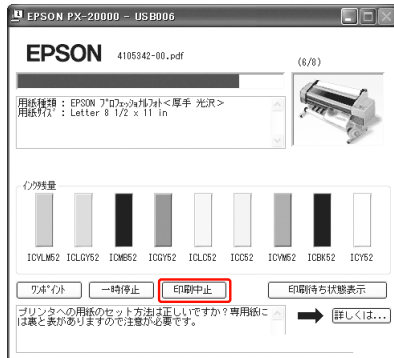 EPSON PX-20000 - USB006
EPSON
4105342-00.pdf
(6/8)
用紙種類 : EPSON ﾌﾟﾛﾌｪｯｼｮﾅﾙﾌｫﾄ<厚手 光沢>
用紙ｻｲｽﾞ : Letter 8 1/2 x 11 in
ｲﾝｸ残量
ICVLM52 ICLGY52 ICMB52 ICGY52 ICLC52 ICC52 ICVM52 ICBK52 ICY52
ﾜﾝﾎﾟｲﾝﾄ 一時停止 印刷中止 印刷待ち状態表示
プリンタへの用紙のセット方法は正しいですか？専用紙に
は裏と表がありますので注意が必要です。
詳しくは...